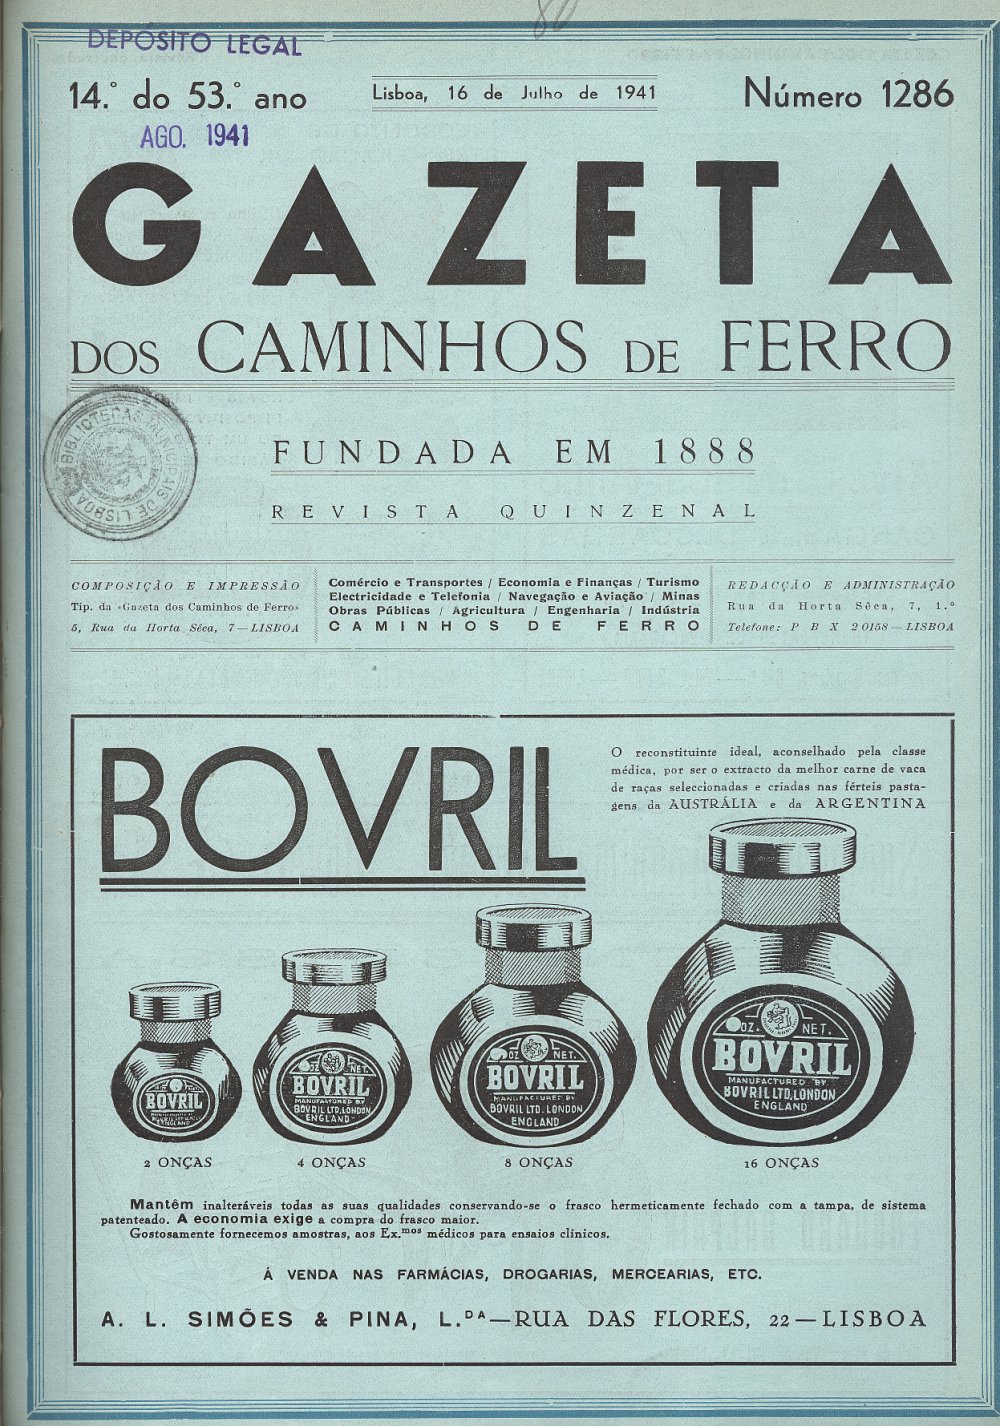 80
DEPÓSITO LEGAL
14.º do 53.º ano
Lisboa, 16 de Julho de 1941
Número 1286
AGO. 1941
GAZETA
DOS CAMINHOS DE FERRO
BIBLIOTECAS MUNICIPAIS DE LISBOA
FUNDADA EM 1888
REVISTA QUINZENAL
COMPOSIÇÃO E IMPRESSÃO
Tip. da «Gazeta dos Caminhos de Ferro»
5, Rua da Horta Sêca, 7—LISBOA
Comércio e Transportes / Economia e Finanças / Turismo
Electricidade e Telefonia / Navegação e Aviação / Minas
Obras Públicas / Agricultura / Engenharia / Indústria
CAMINHOS DE FERRO
REDACÇÃO E ADMINISTRAÇÃO
Rua da Horta Sêca, 7, 1.º
Telefone: P B X 20158—LISBOA
BOVRIL
O reconstituinte ideal, aconselhado pela classe
médica, por ser o extracto da melhor carne de vaca
de raças seleccionadas e criadas nas férteis pasta-
gens da AUSTRÁLIA e da ARGENTINA
BOVRIL
OZ. NET.
BOVRIL
MANUFACTURED BY
BOVRIL LTD. LONDON
ENGLAND
OZ. NET.
BOVRIL
MANUFACTURED BY
BOVRIL LTD. LONDON
ENGLAND
OZ. NET.
BOVRIL
MANUFACTURED BY
BOVRIL LTD. LONDON
ENGLAND
2 ONÇAS
4 ONÇAS
8 ONÇAS
16 ONÇAS
Mantêm inalteráveis todas as suas qualidades conservando-se o frasco hermeticamente fechado com a tampa, de sistema
patenteado. A economia exige a compra do frasco maior.
Gostosamente fornecemos amostras, aos Ex.mos médicos para ensaios clínicos.
Á VENDA NAS FARMÁCIAS, DROGARIAS, MERCEARIAS, ETC.
A. L. SIMÕES & PINA, L.DA—RUA DAS FLORES, 22—LISBOA